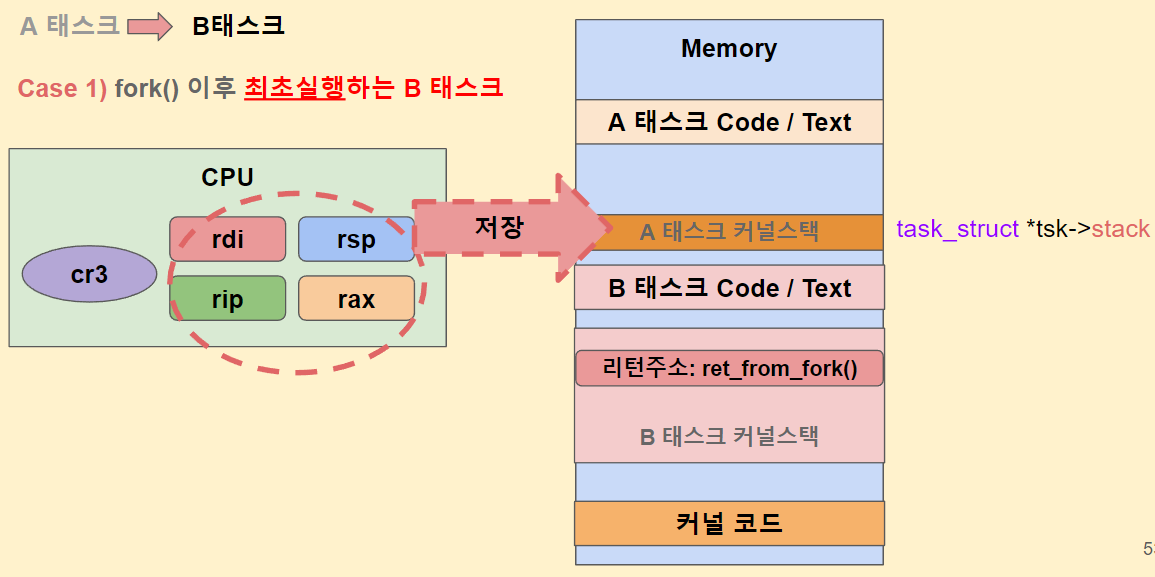 A 태스크 B태스크
Case 1) fork() 이후 최초실행하는 B 태스크
CPU
cr3
rdi
rsp
rip
rax
저장
Memory
A 태스크 Code / Text
A 태스크 커널스택
task_struct *tsk->stack
B 태스크 Code / Text
리턴주소: ret_from_fork()
B 태스크 커널스택
커널 코드